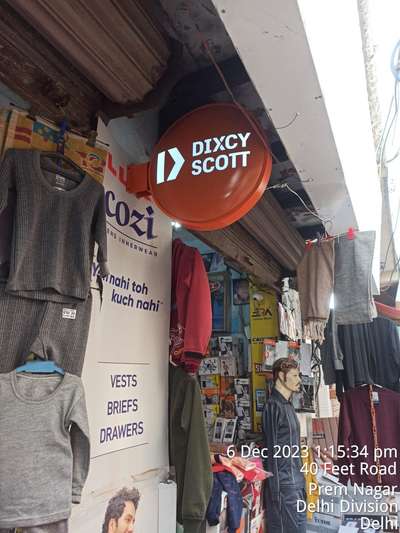 DIXCY
SCOTT
cozi
nahi toh
kuch nahi
VESTS
BRIEFS
DRAWERS
6 Dec 2023 1:15:34 pm
40 Feet Road
Prem Nagar
Delhi Division
Delhi